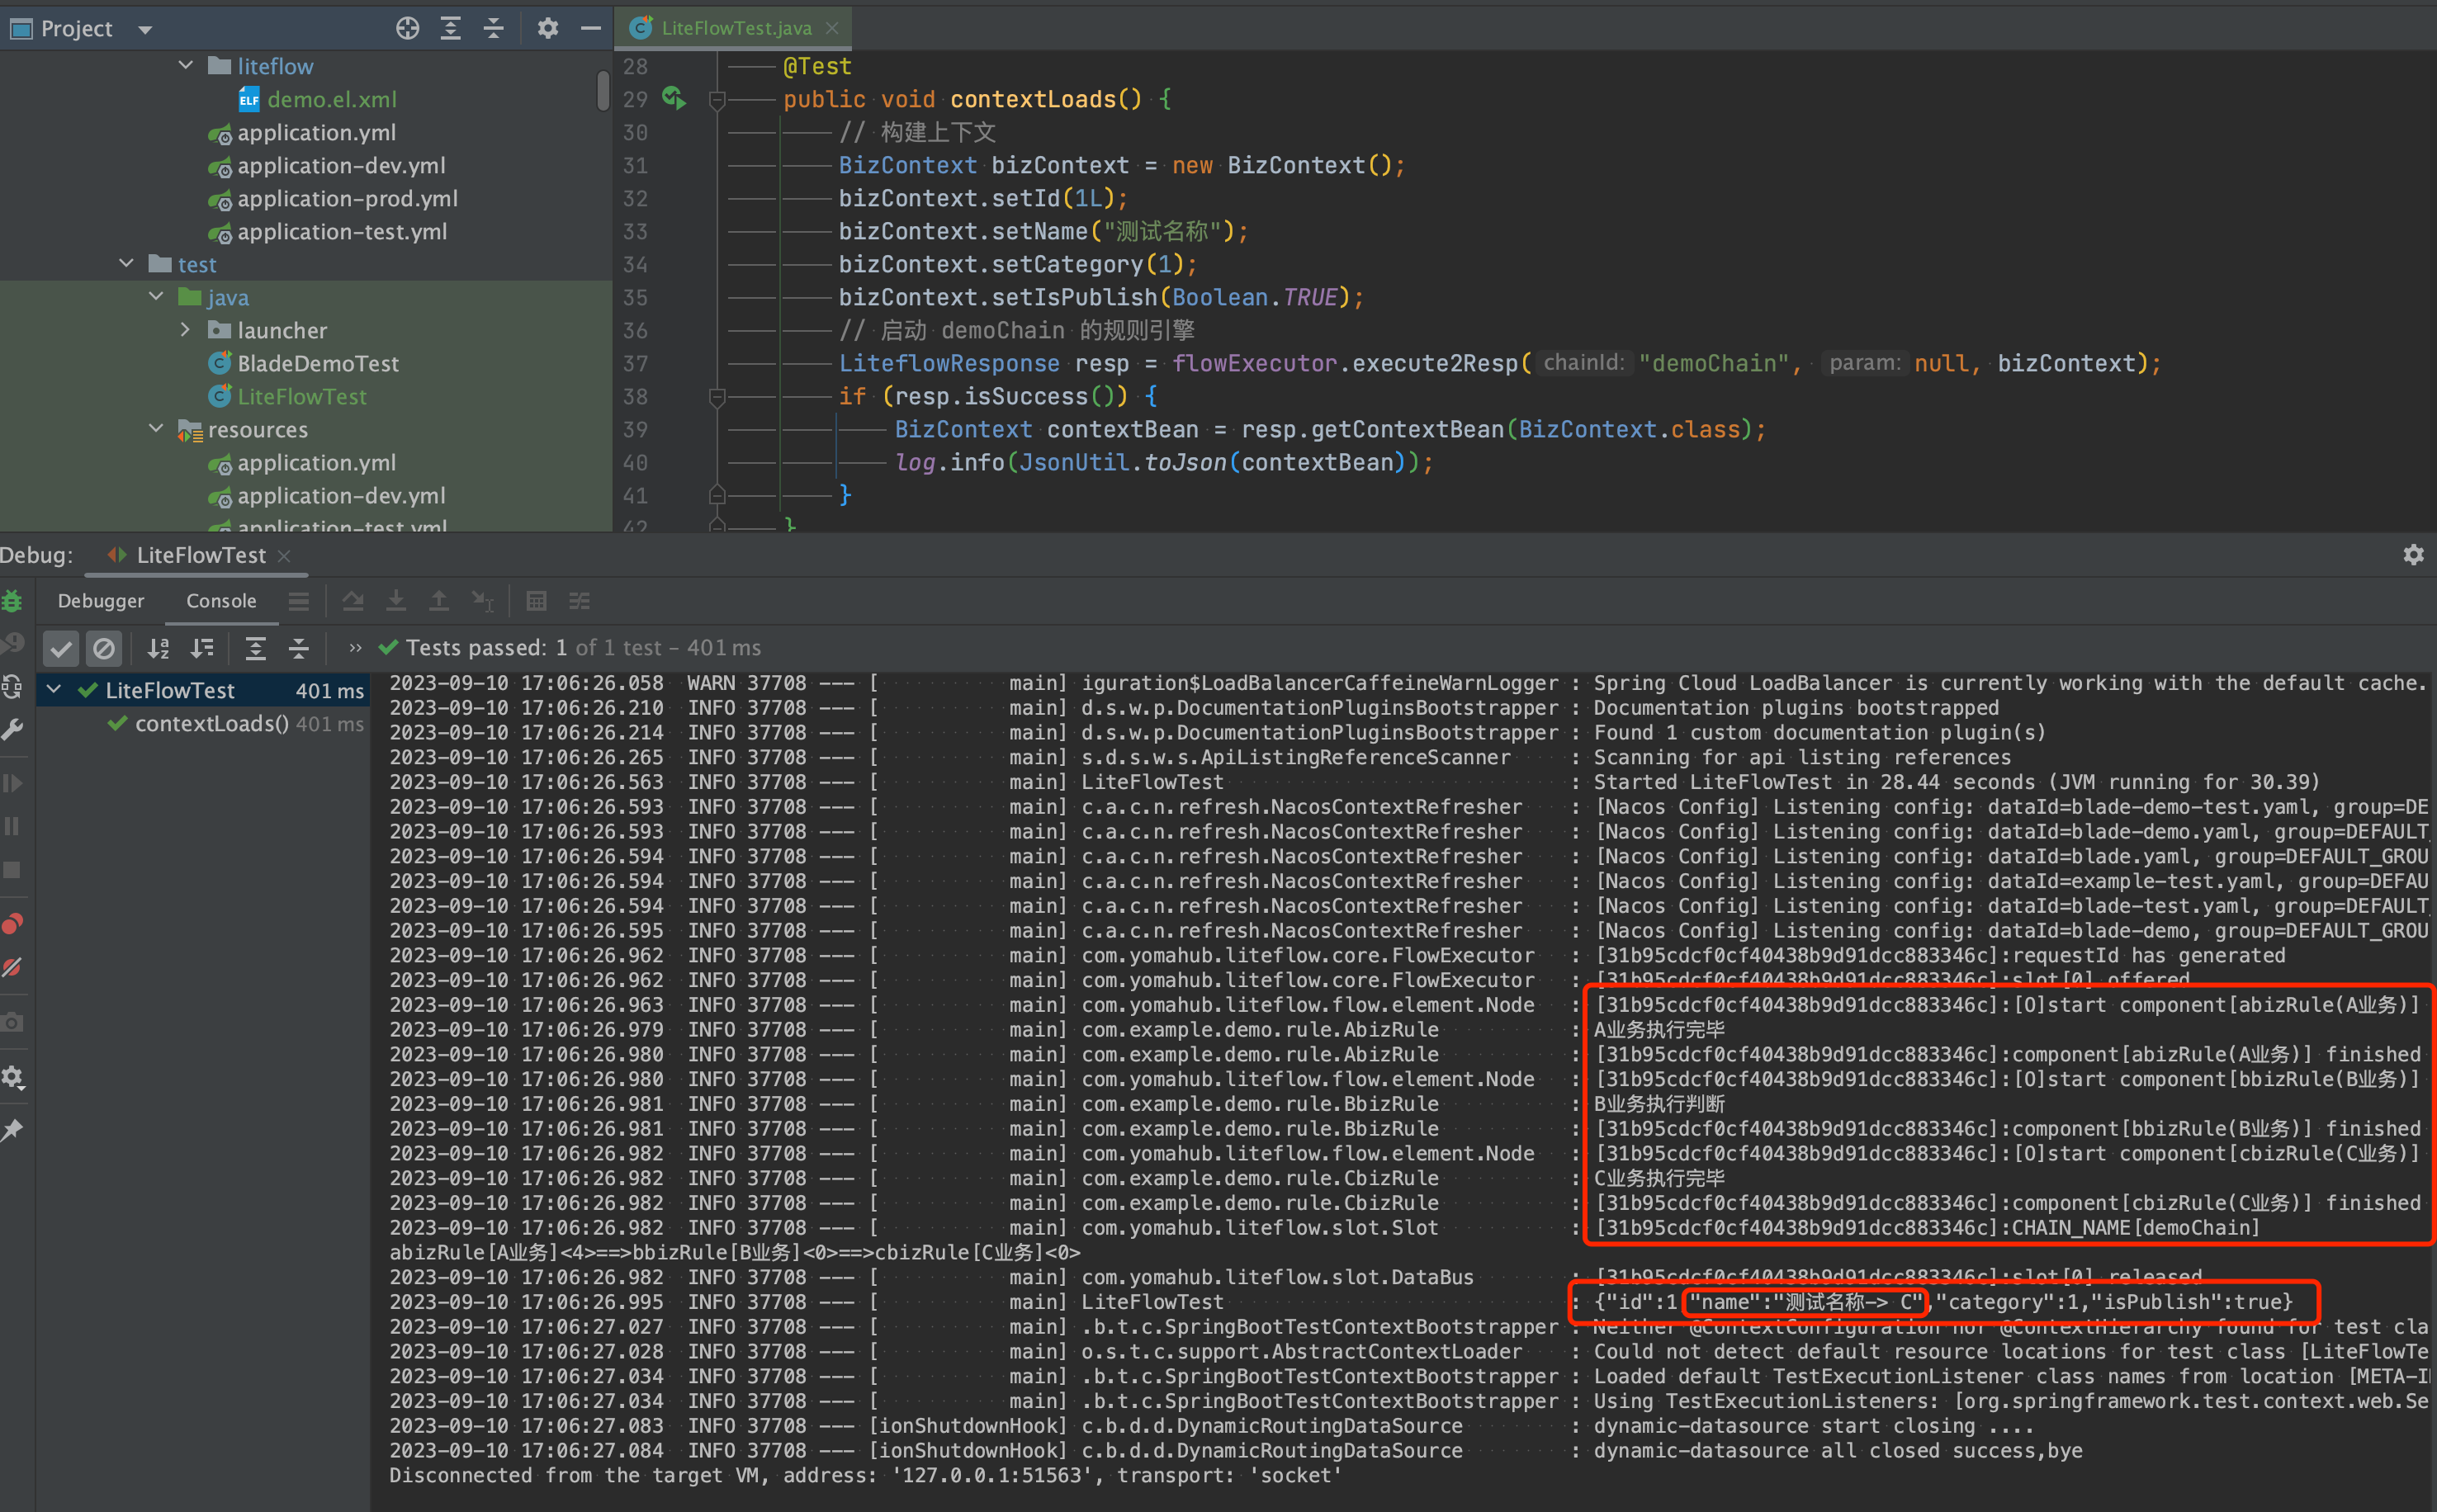 Project
LiteFlowTest.java
liteflow
demo.el.xml
application.yml
application-dev.yml
application-prod.yml
application-test.yml
test
java
launcher
BladeDemoTest
LiteFlowTest
resources
application.yml
application-dev.yml
application-test.yml
28 @Test
29 public void contextLoads() {
30 // 构建上下文
31 BizContext bizContext = new BizContext();
32 bizContext.setId(1L);
33 bizContext.setName("测试名称");
34 bizContext.setCategory(1);
35 bizContext.setIsPublish(Boolean.TRUE);
36 // 启动 demoChain 的规则引擎
37 LiteflowResponse resp = flowExecutor.execute2Resp( chainId: "demoChain", param: null, bizContext);
38 if (resp.isSuccess()) {
39 BizContext contextBean = resp.getContextBean(BizContext.class);
40 log.info(JsonUtil.toJson(contextBean));
41 }
42 }
Debug: LiteFlowTest
Debugger Console
Tests passed: 1 of 1 test – 401 ms
LiteFlowTest 401 ms
contextLoads() 401 ms
2023-09-10 17:06:26.058 WARN 37708 --- [ main] iguration$LoadBalancerCaffeineWarnLogger : Spring Cloud LoadBalancer is currently working with the default cache.
2023-09-10 17:06:26.210 INFO 37708 --- [ main] d.s.w.p.DocumentationPluginsBootstrapper : Documentation plugins bootstrapped
2023-09-10 17:06:26.214 INFO 37708 --- [ main] d.s.w.p.DocumentationPluginsBootstrapper : Found 1 custom documentation plugin(s)
2023-09-10 17:06:26.265 INFO 37708 --- [ main] s.d.s.w.s.ApiListingReferenceScanner : Scanning for api listing references
2023-09-10 17:06:26.563 INFO 37708 --- [ main] LiteFlowTest : Started LiteFlowTest in 28.44 seconds (JVM running for 30.39)
2023-09-10 17:06:26.593 INFO 37708 --- [ main] c.a.c.n.refresh.NacosContextRefresher : [Nacos Config] Listening config: dataId=blade-demo-test.yaml, group=DE
2023-09-10 17:06:26.593 INFO 37708 --- [ main] c.a.c.n.refresh.NacosContextRefresher : [Nacos Config] Listening config: dataId=blade-demo.yaml, group=DEFAULT_
2023-09-10 17:06:26.594 INFO 37708 --- [ main] c.a.c.n.refresh.NacosContextRefresher : [Nacos Config] Listening config: dataId=blade.yaml, group=DEFAULT_GROU
2023-09-10 17:06:26.594 INFO 37708 --- [ main] c.a.c.n.refresh.NacosContextRefresher : [Nacos Config] Listening config: dataId=example-test.yaml, group=DEFAU
2023-09-10 17:06:26.594 INFO 37708 --- [ main] c.a.c.n.refresh.NacosContextRefresher : [Nacos Config] Listening config: dataId=blade-test.yaml, group=DEFAULT_
2023-09-10 17:06:26.595 INFO 37708 --- [ main] c.a.c.n.refresh.NacosContextRefresher : [Nacos Config] Listening config: dataId=blade-demo, group=DEFAULT_GROU
2023-09-10 17:06:26.962 INFO 37708 --- [ main] com.yomahub.liteflow.core.FlowExecutor : [31b95cdcf0cf40438b9d91dcc883346c]:requestId has generated
2023-09-10 17:06:26.962 INFO 37708 --- [ main] com.yomahub.liteflow.core.FlowExecutor : [31b95cdcf0cf40438b9d91dcc883346c]:slot[0] offered
2023-09-10 17:06:26.963 INFO 37708 --- [ main] com.yomahub.liteflow.flow.element.Node : [31b95cdcf0cf40438b9d91dcc883346c]:[O]start component[abizRule(A业务)]
2023-09-10 17:06:26.979 INFO 37708 --- [ main] com.example.demo.rule.AbizRule : A业务执行完毕
2023-09-10 17:06:26.980 INFO 37708 --- [ main] com.example.demo.rule.AbizRule : [31b95cdcf0cf40438b9d91dcc883346c]:component[abizRule(A业务)] finished
2023-09-10 17:06:26.980 INFO 37708 --- [ main] com.yomahub.liteflow.flow.element.Node : [31b95cdcf0cf40438b9d91dcc883346c]:[O]start component[bbizRule(B业务)]
2023-09-10 17:06:26.981 INFO 37708 --- [ main] com.example.demo.rule.BbizRule : B业务执行判断
2023-09-10 17:06:26.981 INFO 37708 --- [ main] com.example.demo.rule.BbizRule : [31b95cdcf0cf40438b9d91dcc883346c]:component[bbizRule(B业务)] finished
2023-09-10 17:06:26.982 INFO 37708 --- [ main] com.yomahub.liteflow.flow.element.Node : [31b95cdcf0cf40438b9d91dcc883346c]:[O]start component[cbizRule(C业务)]
2023-09-10 17:06:26.982 INFO 37708 --- [ main] com.example.demo.rule.CbizRule : C业务执行完毕
2023-09-10 17:06:26.982 INFO 37708 --- [ main] com.example.demo.rule.CbizRule : [31b95cdcf0cf40438b9d91dcc883346c]:component[cbizRule(C业务)] finished
2023-09-10 17:06:26.982 INFO 37708 --- [ main] com.yomahub.liteflow.slot.Slot : [31b95cdcf0cf40438b9d91dcc883346c]:CHAIN_NAME[demoChain]
abizRule[A业务]<4>==>bbizRule[B业务]<0>==>cbizRule[C业务]<0>
2023-09-10 17:06:26.982 INFO 37708 --- [ main] com.yomahub.liteflow.slot.DataBus : [31b95cdcf0cf40438b9d91dcc883346c]:slot[0] released
2023-09-10 17:06:26.995 INFO 37708 --- [ main] LiteFlowTest : {"id":1,"name":"测试名称-> C","category":1,"isPublish":true}
2023-09-10 17:06:27.027 INFO 37708 --- [ main] .b.t.c.SpringBootTestContextBootstrapper : Neither @ContextConfiguration nor @ContextHierarchy found for test cla
2023-09-10 17:06:27.028 INFO 37708 --- [ main] o.s.t.c.support.AbstractContextLoader : Could not detect default resource locations for test class [LiteFlowTe
2023-09-10 17:06:27.034 INFO 37708 --- [ main] .b.t.c.SpringBootTestContextBootstrapper : Loaded default TestExecutionListener class names from location [META-I
2023-09-10 17:06:27.034 INFO 37708 --- [ main] .b.t.c.SpringBootTestContextBootstrapper : Using TestExecutionListeners: [org.springframework.test.context.web.Se
2023-09-10 17:06:27.083 INFO 37708 --- [ionShutdownHook] c.b.d.d.DynamicRoutingDataSource : dynamic-datasource start closing ....
2023-09-10 17:06:27.084 INFO 37708 --- [ionShutdownHook] c.b.d.d.DynamicRoutingDataSource : dynamic-datasource all closed success,bye
Disconnected from the target VM, address: '127.0.0.1:51563', transport: 'socket'